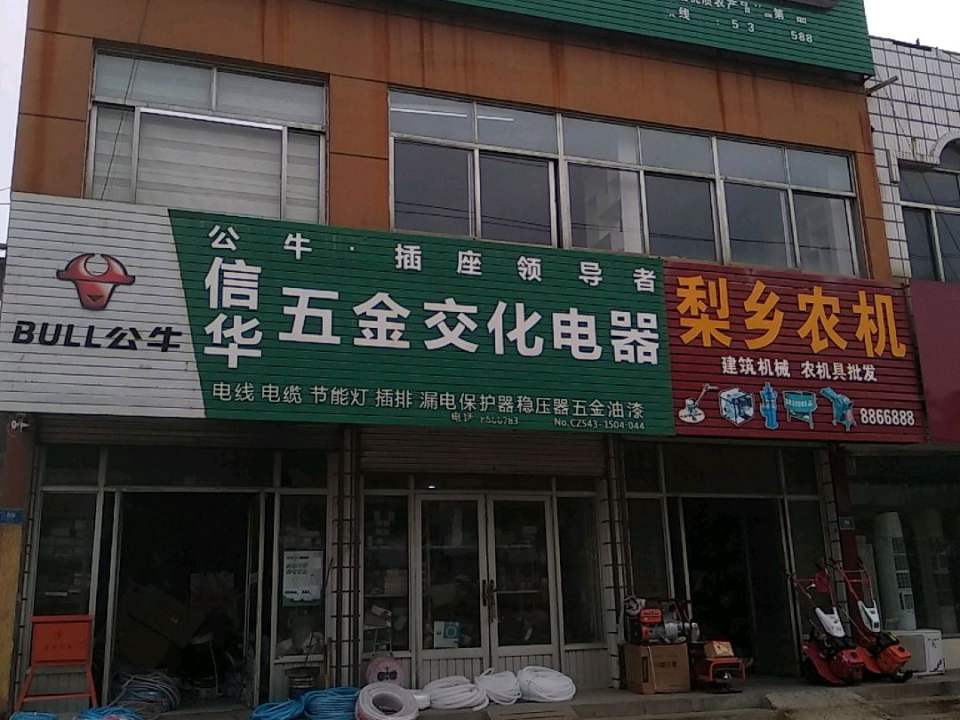 公牛·插座领导者
BULL公牛
信华
五金交化电器
电线 电缆 节能灯 插排 漏电保护器稳压器五金油漆
No.CZ543-1504-044
梨乡农机
建筑机械 农机具批发
8866888